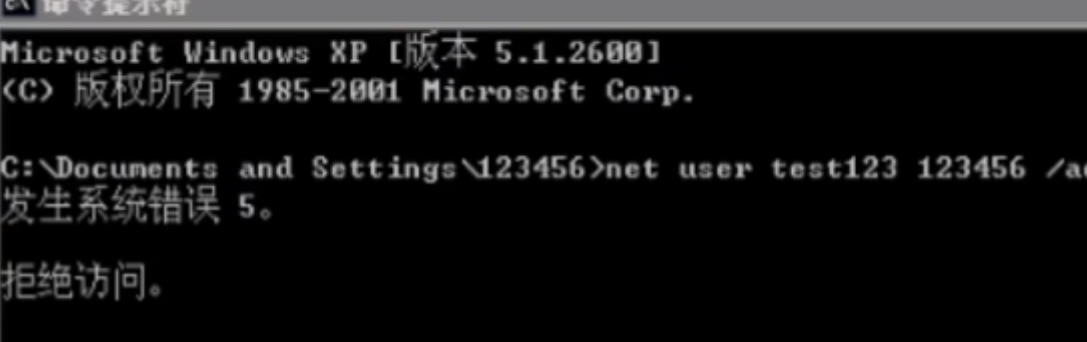 命令提示符
Microsoft Windows XP [版本 5.1.2600]
(C) 版权所有 1985-2001 Microsoft Corp.
C:\Documents and Settings\123456>net user test123 123456 /a
发生系统错误 5。
拒绝访问。